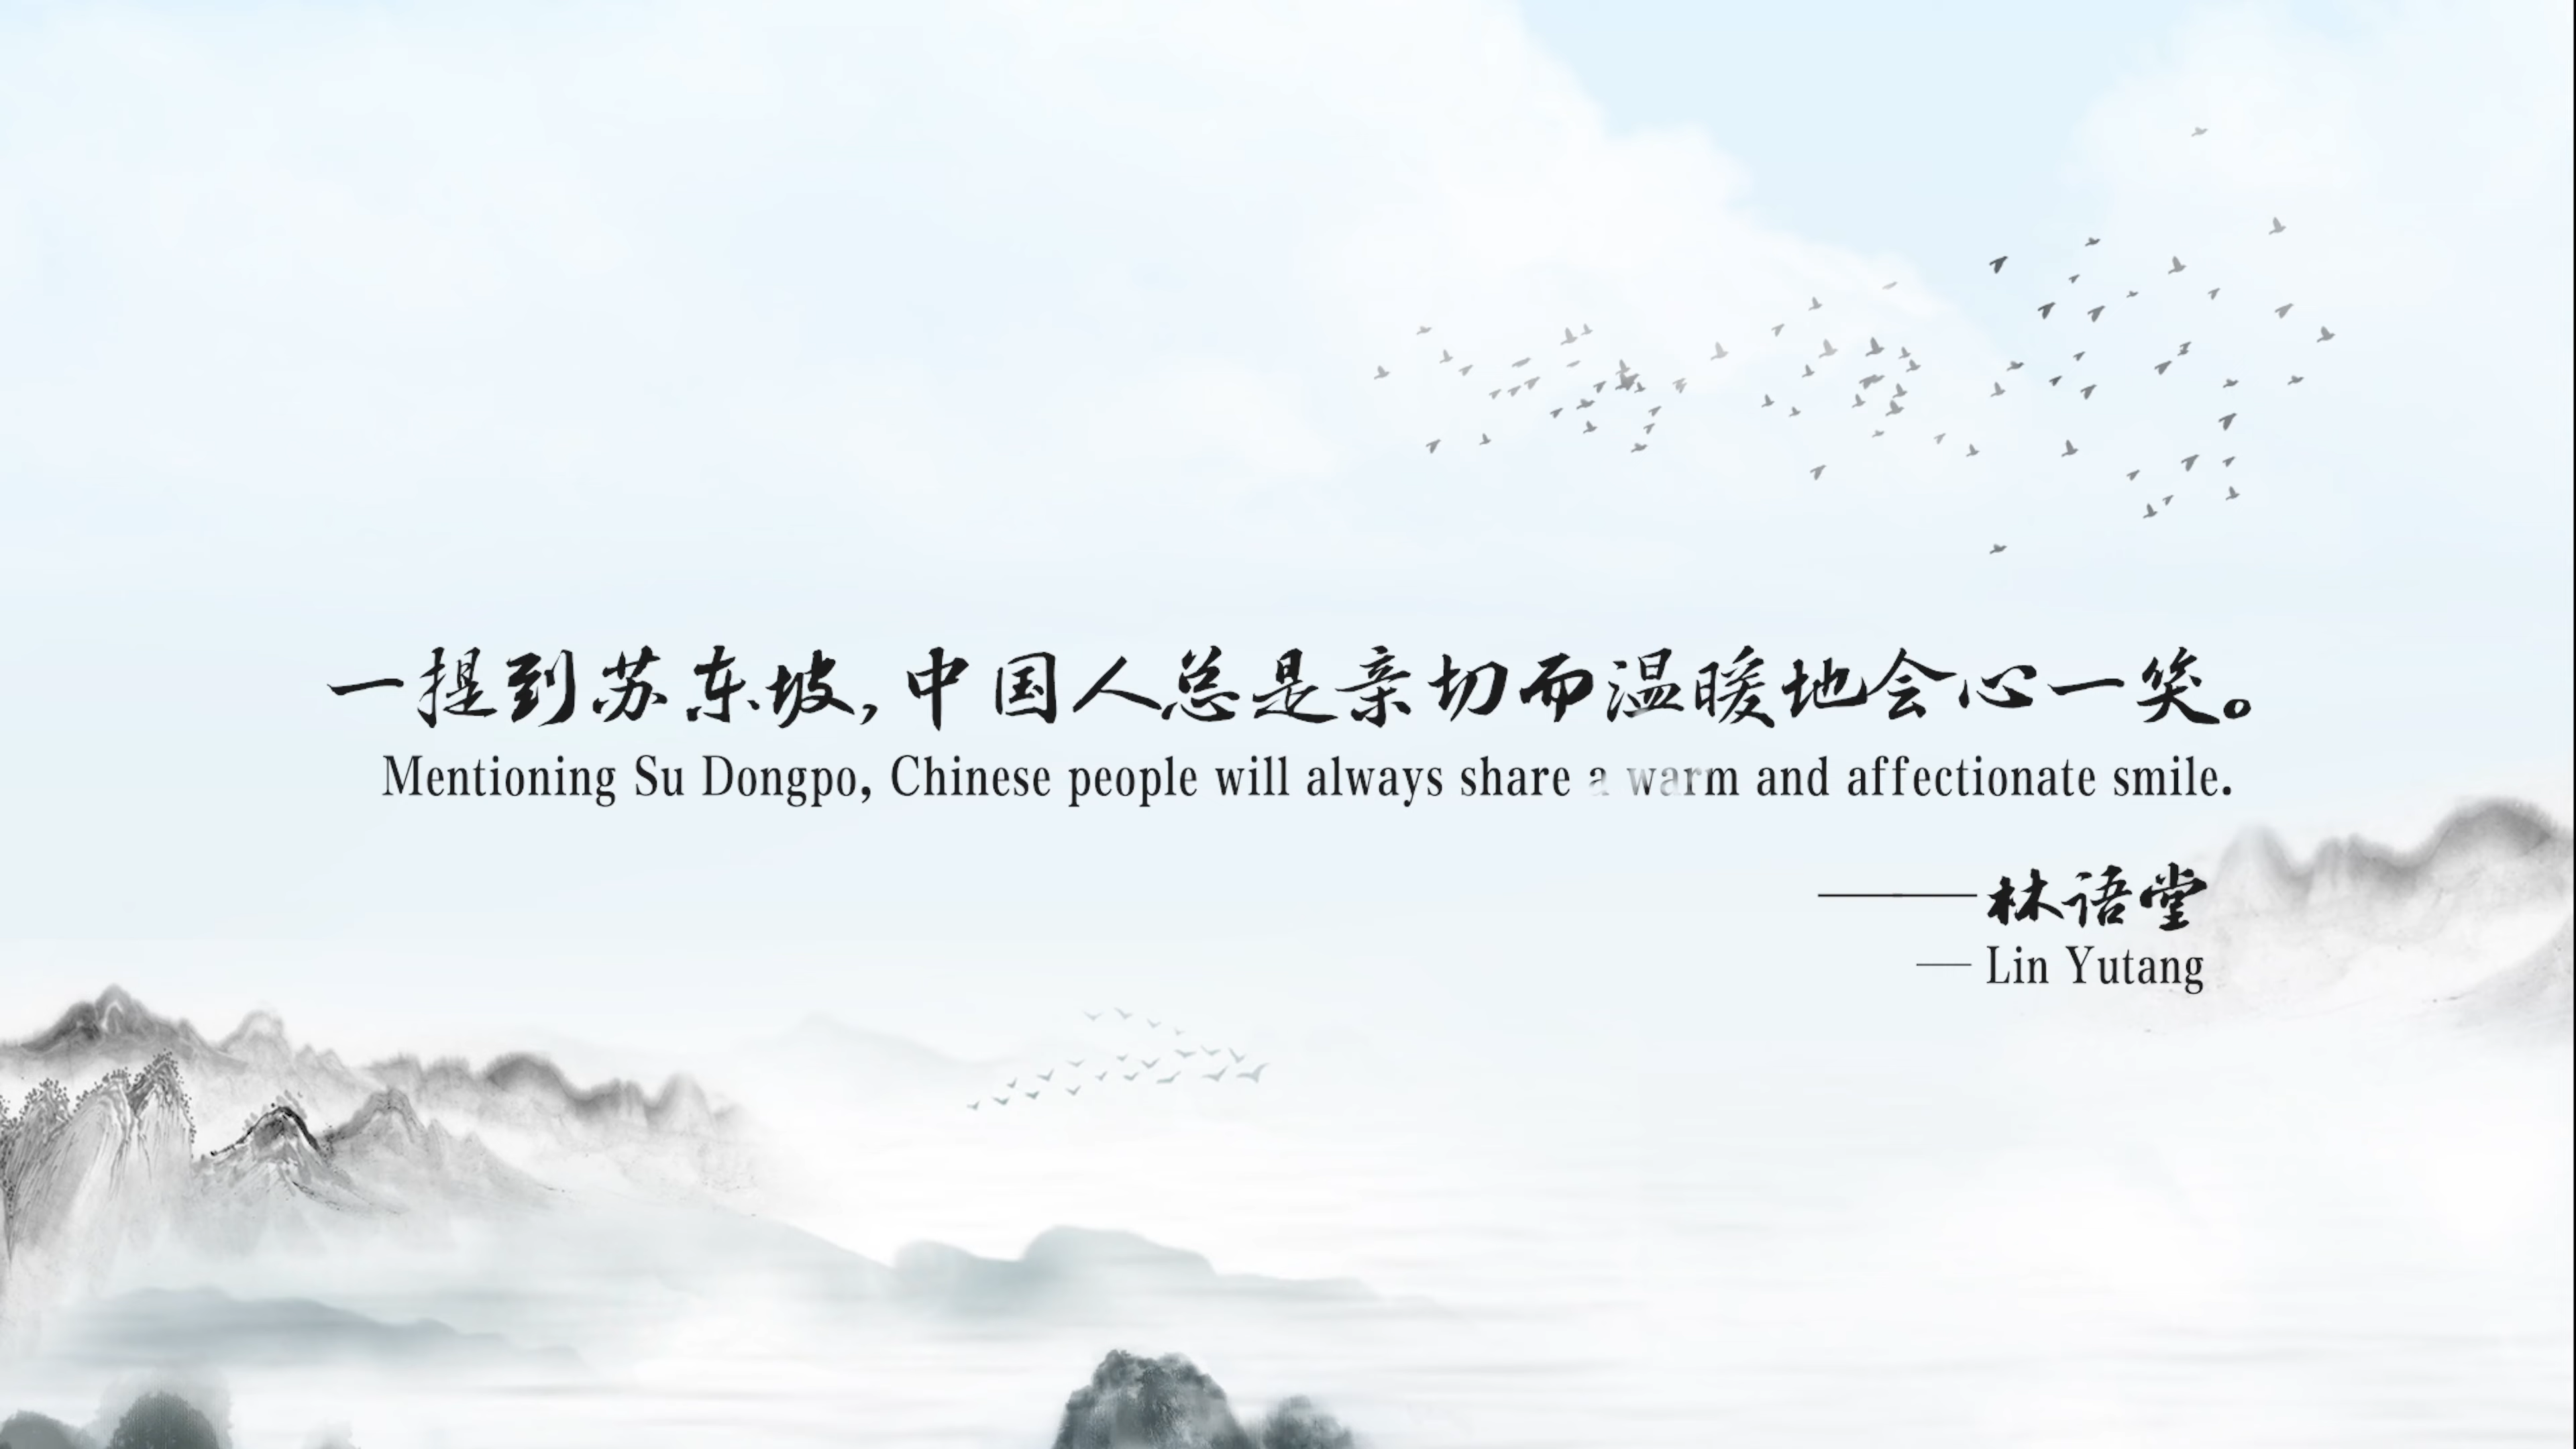 一提到苏东坡,中国人总是亲切而温暖地会心一笑。
Mentioning Su Dongpo, Chinese people will always share a warm and affectionate smile.
——林语堂
— Lin Yutang